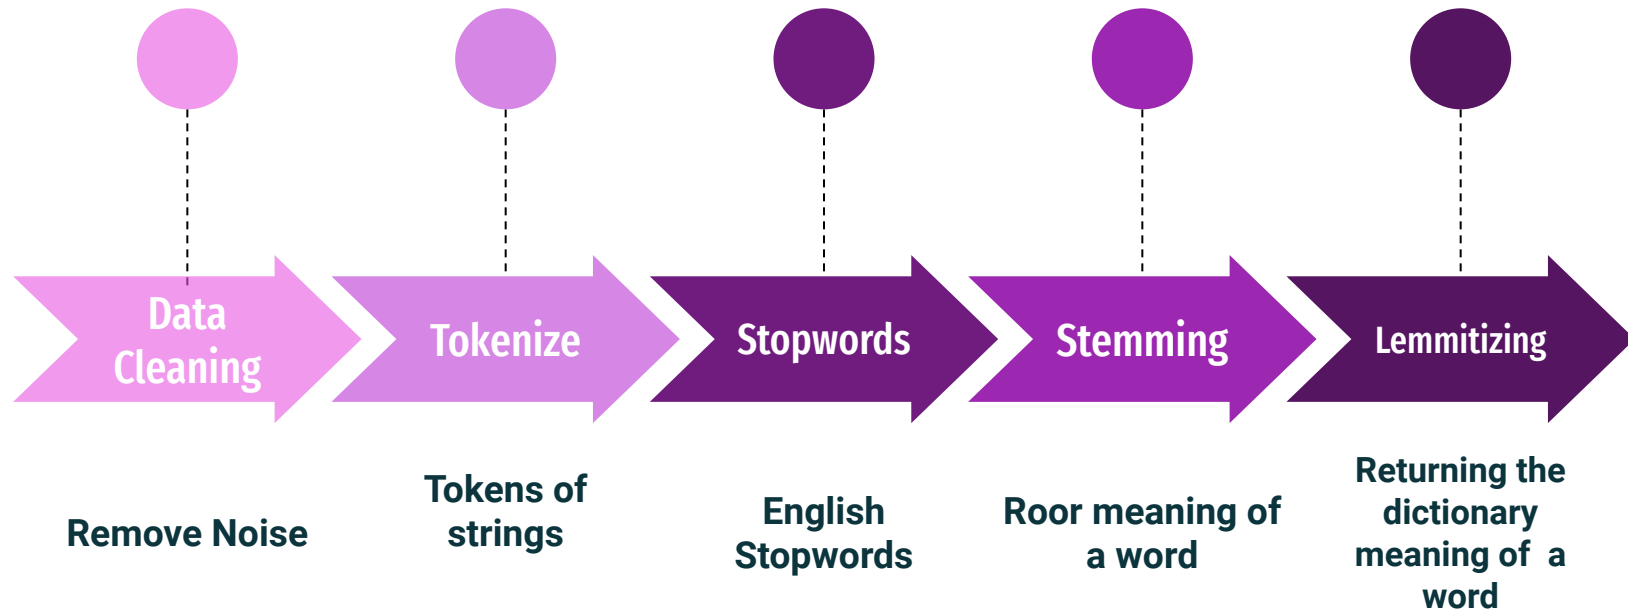 Data
Cleaning
Tokenize
Stopwords
Stemming
Lemmitizing
Remove Noise
Tokens of
strings
English
Stopwords
Roor meaning of
a word
Returning the
dictionary
meaning of  a
word